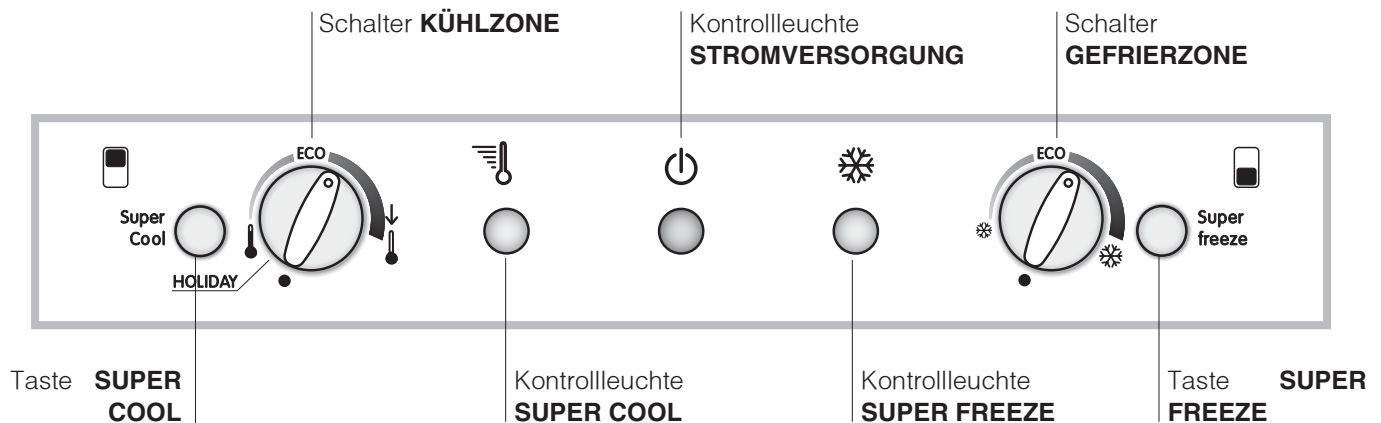 Schalter KÜHLZONE
Kontrollleuchte
STROMVERSORGUNG
Schalter
GEFRIERZONE
ECO
ECO
Super
Cool
HOLIDAY
Super
freeze
Taste SUPER
COOL
Kontrollleuchte
SUPER COOL
Kontrollleuchte
SUPER FREEZE
Taste SUPER
FREEZE